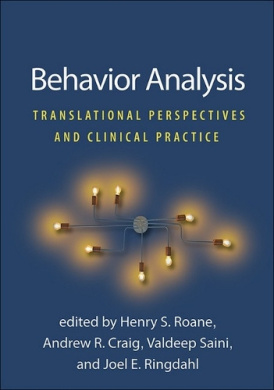 Behavior Analysis
TRANSLATIONAL PERSPECTIVES
AND CLINICAL PRACTICE
edited by Henry S. Roane,
Andrew R. Craig, Valdeep Saini,
and Joel E. Ringdahl